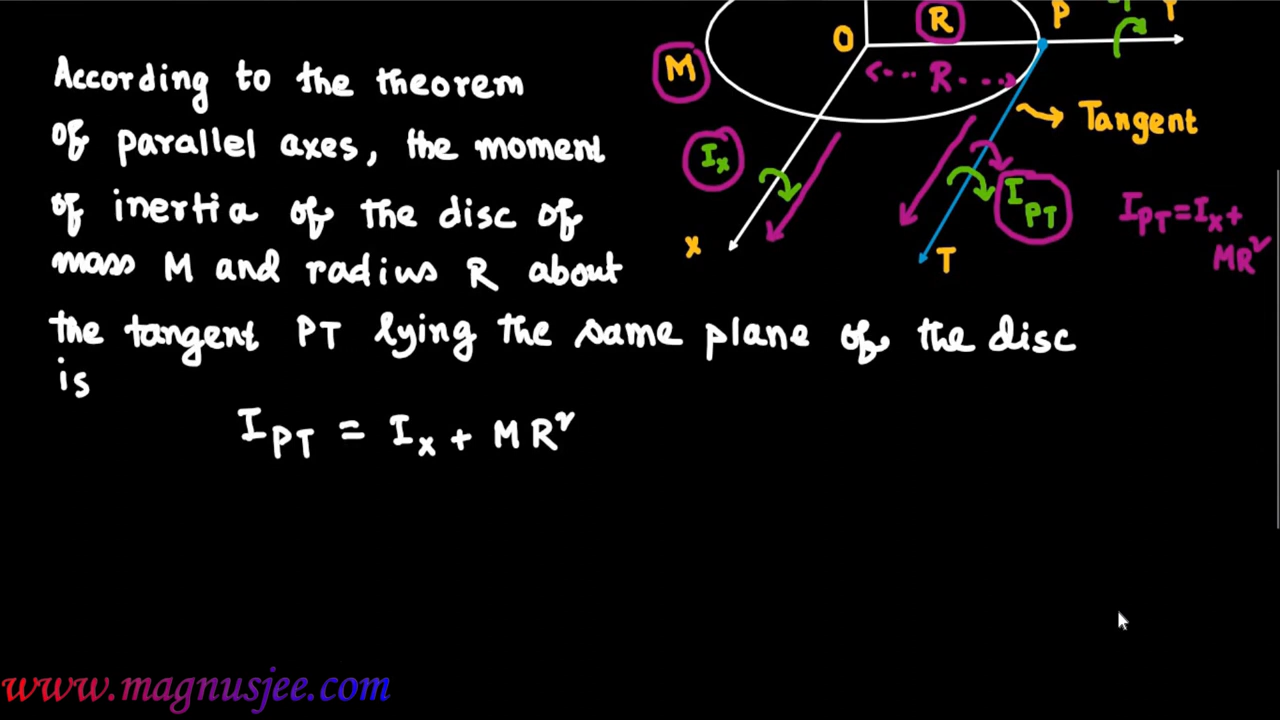 According to the theorem
of parallel axes, the moment
of inertia of the disc of
mass M and radius R about
the tangent PT lying the same plane of the disc
is
I_PT = I_X + MR²
O R P
M R
Tangent
I_X I_PT I_PT = I_X +
MR²
X T
www.magnusjee.com